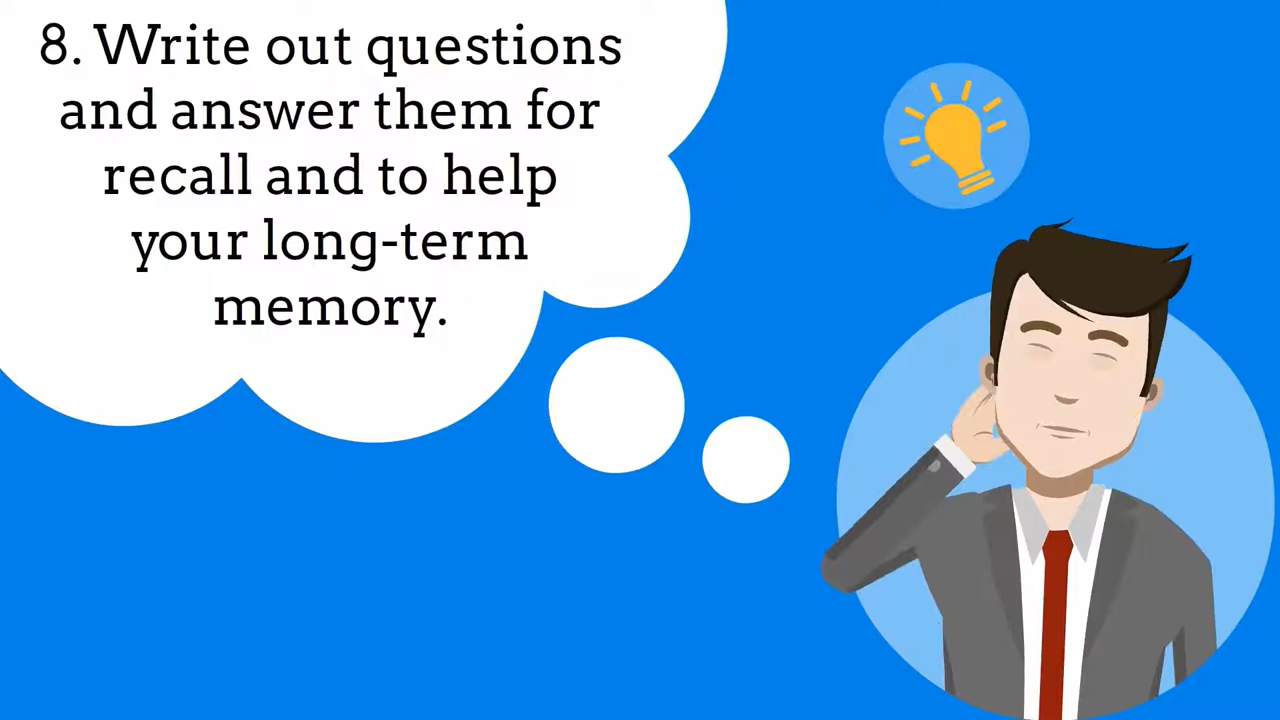 8. Write out questions
and answer them for
recall and to help
your long-term
memory.